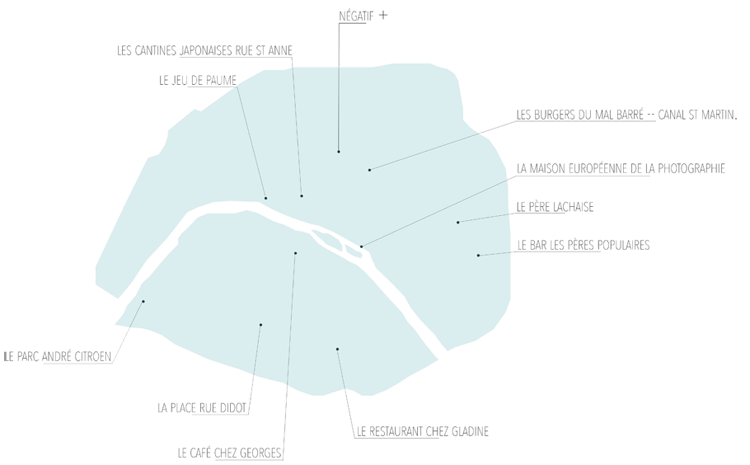 NÉGATIF +
LES CANTINES JAPONAISES RUE ST ANNE
LE JEU DE PAUME
LES BURGERS DU MAL BARRÉ -- CANAL ST MARTIN.
LA MAISON EUROPÉENNE DE LA PHOTOGRAPHIE
LE PÈRE LACHAISE
LE BAR LES PÈRES POPULAIRES
LE PARC ANDRÉ CITROEN
LA PLACE RUE DIDOT
LE RESTAURANT CHEZ GLADINE
LE CAFÉ CHEZ GEORGES